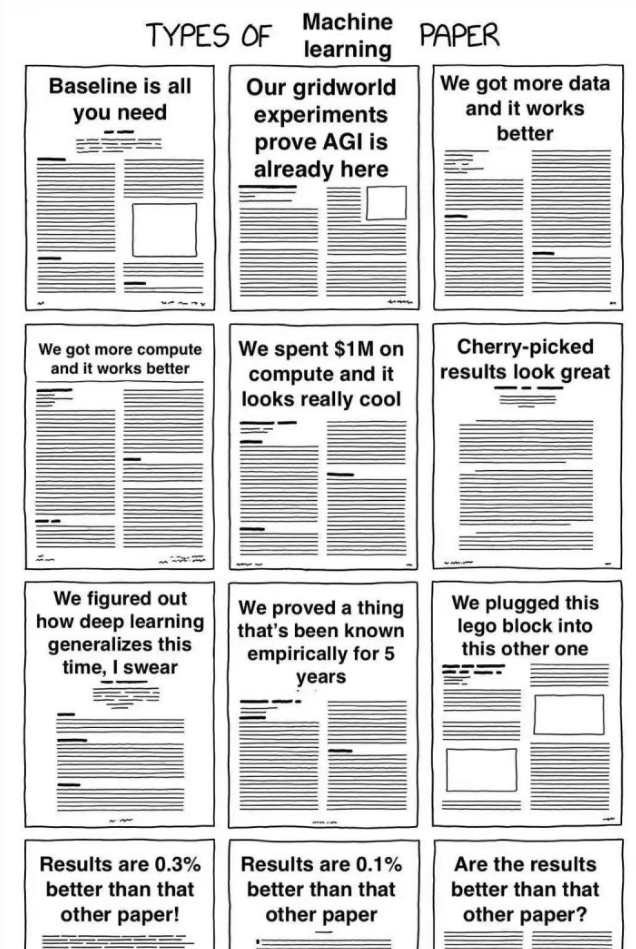 TYPES OF Machine learning PAPER
Baseline is all
you need
Our gridworld
experiments
prove AGI is
already here
We got more data
and it works
better
We got more compute
and it works better
We spent $1M on
compute and it
looks really cool
Cherry-picked
results look great
We figured out
how deep learning
generalizes this
time, I swear
We proved a thing
that's been known
empirically for 5
years
We plugged this
lego block into
this other one
Results are 0.3%
better than that
other paper!
Results are 0.1%
better than that
other paper
Are the results
better than that
other paper?